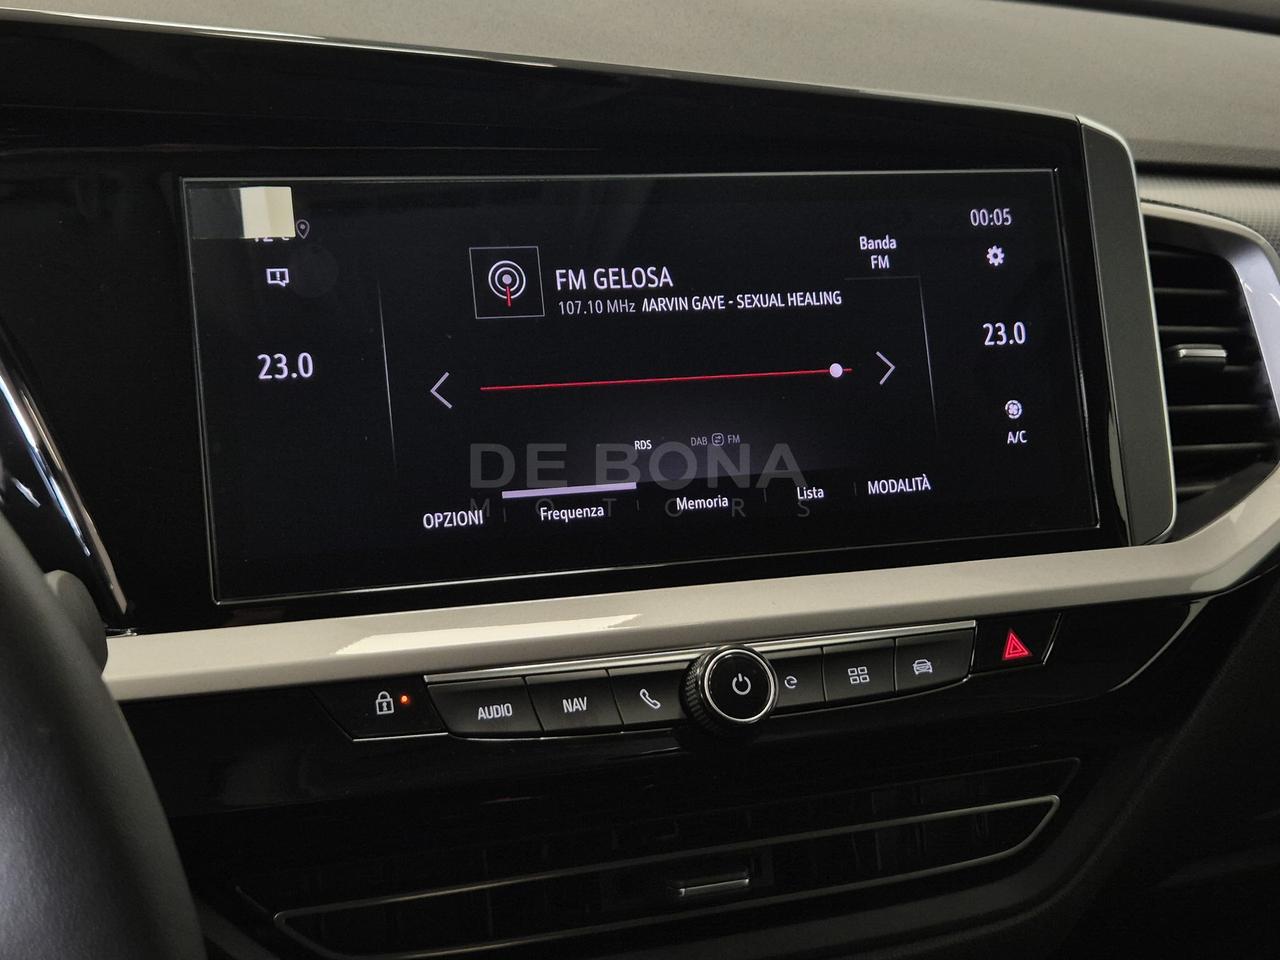 00:05
Banda
FM
FM GELOSA
107.10 MHz MARVIN GAYE - SEXUAL HEALING
23.0
23.0
RDS
DAB FM
A/C
DE BONA
MOTORS
OPZIONI Frequenza Memoria Lista MODALITÀ
AUDIO NAV